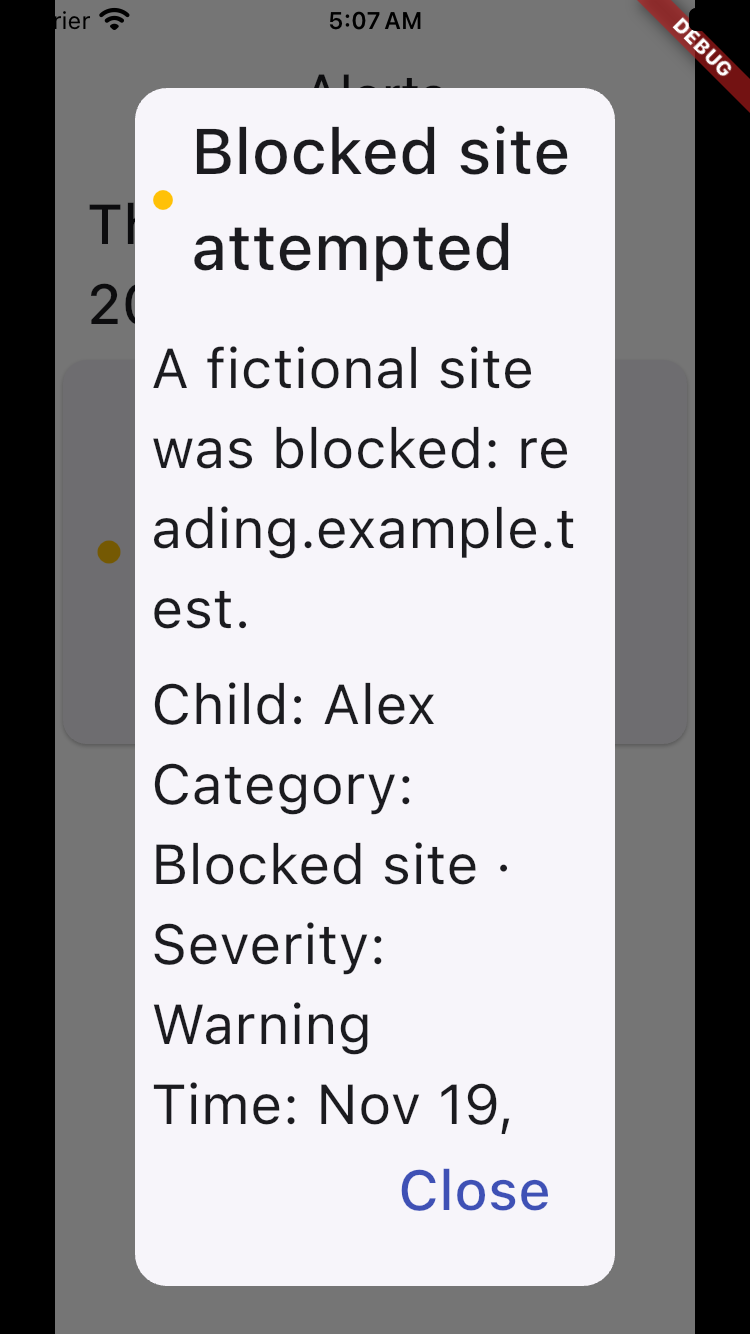 5:07 AM
DEBUG
Blocked site
attempted
A fictional site
was blocked: re
ading.example.t
est.
Child: Alex
Category:
Blocked site ·
Severity:
Warning
Time: Nov 19,
Close